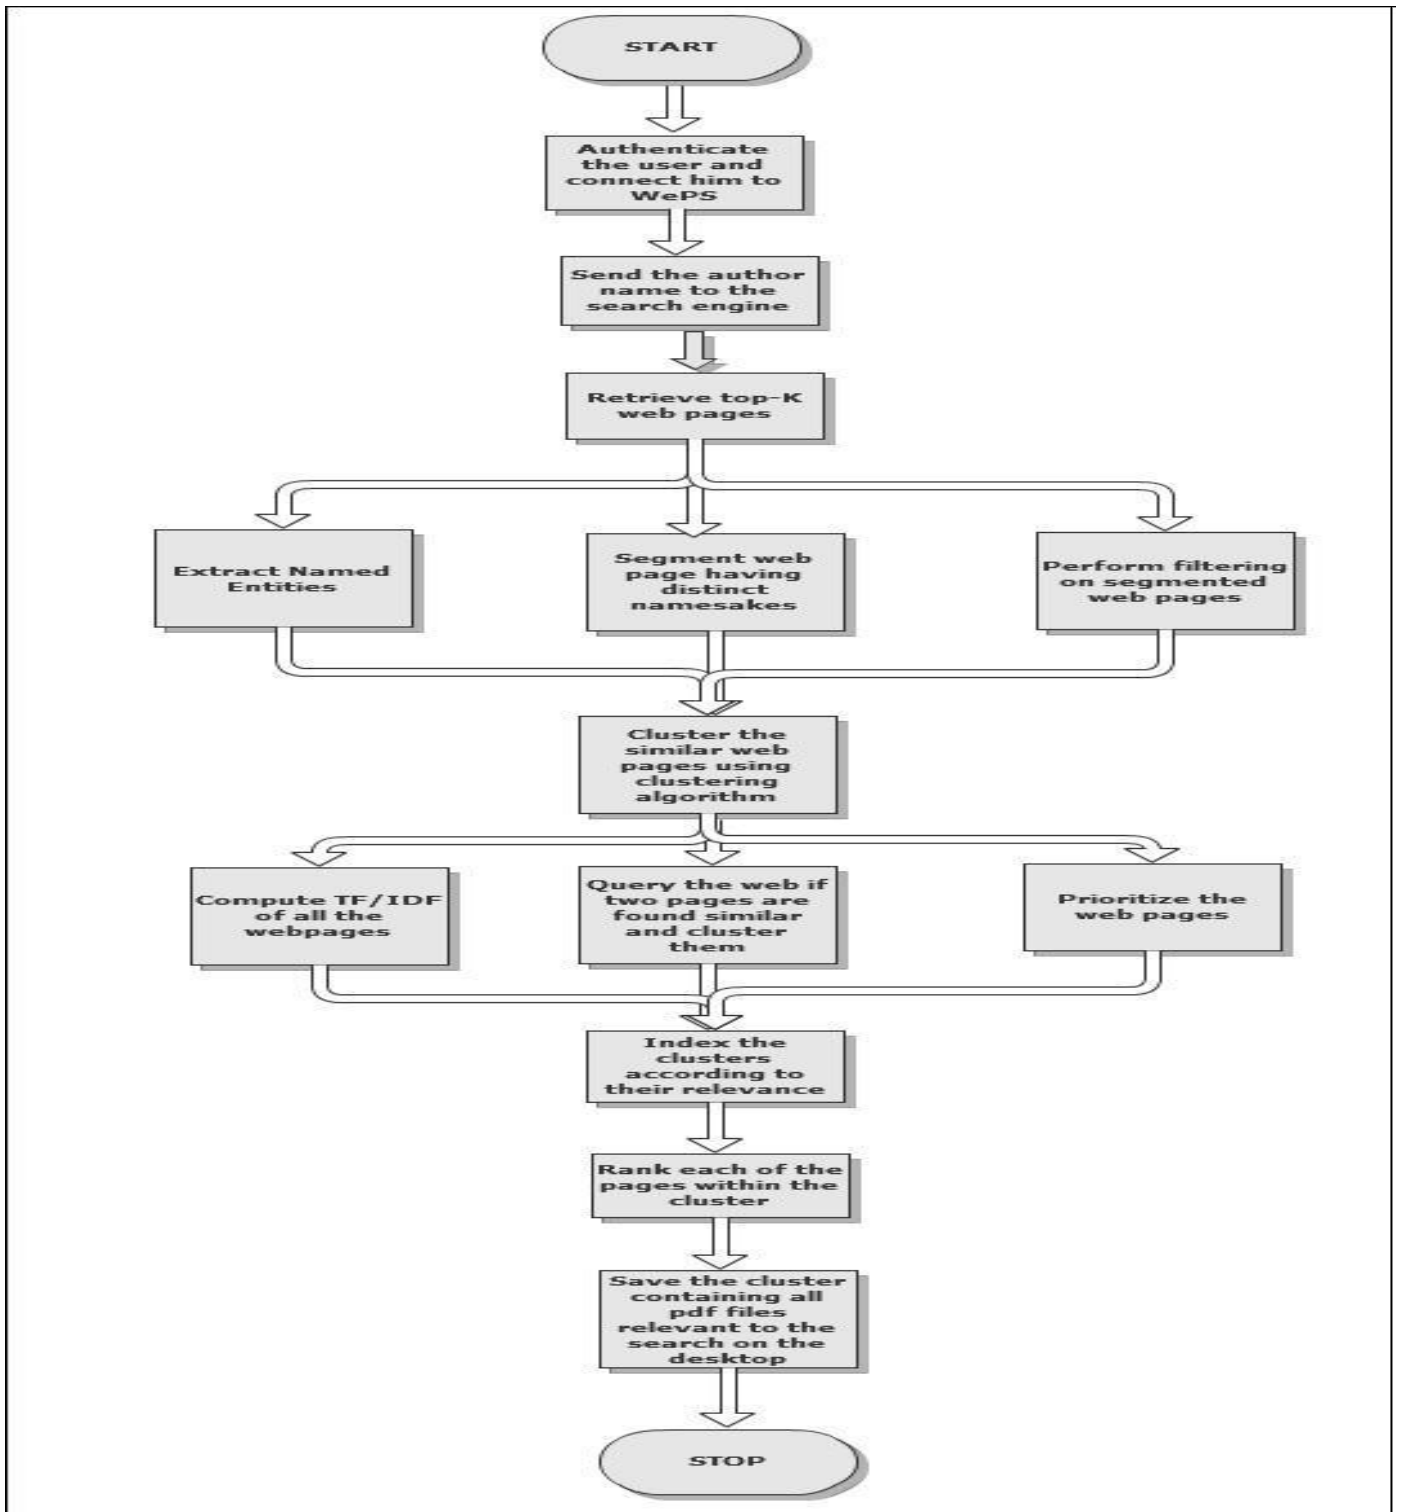 START
Authenticate
the user and
connect him to
WePS
Send the author
name to the
search engine
Retrieve top-K
web pages
Extract Named
Entities
Segment web
page having
distinct
namesakes
Perform filtering
on segmented
web pages
Cluster the
similar web
pages using
clustering
algorithm
Compute TF/IDF
of all the
webpages
Query the web if
two pages are
found similar
and cluster
them
Prioritize the
web pages
Index the
clusters
according to
their relevance
Rank each of the
pages within the
cluster
Save the cluster
containing all
pdf files
relevant to the
search on the
desktop
STOP